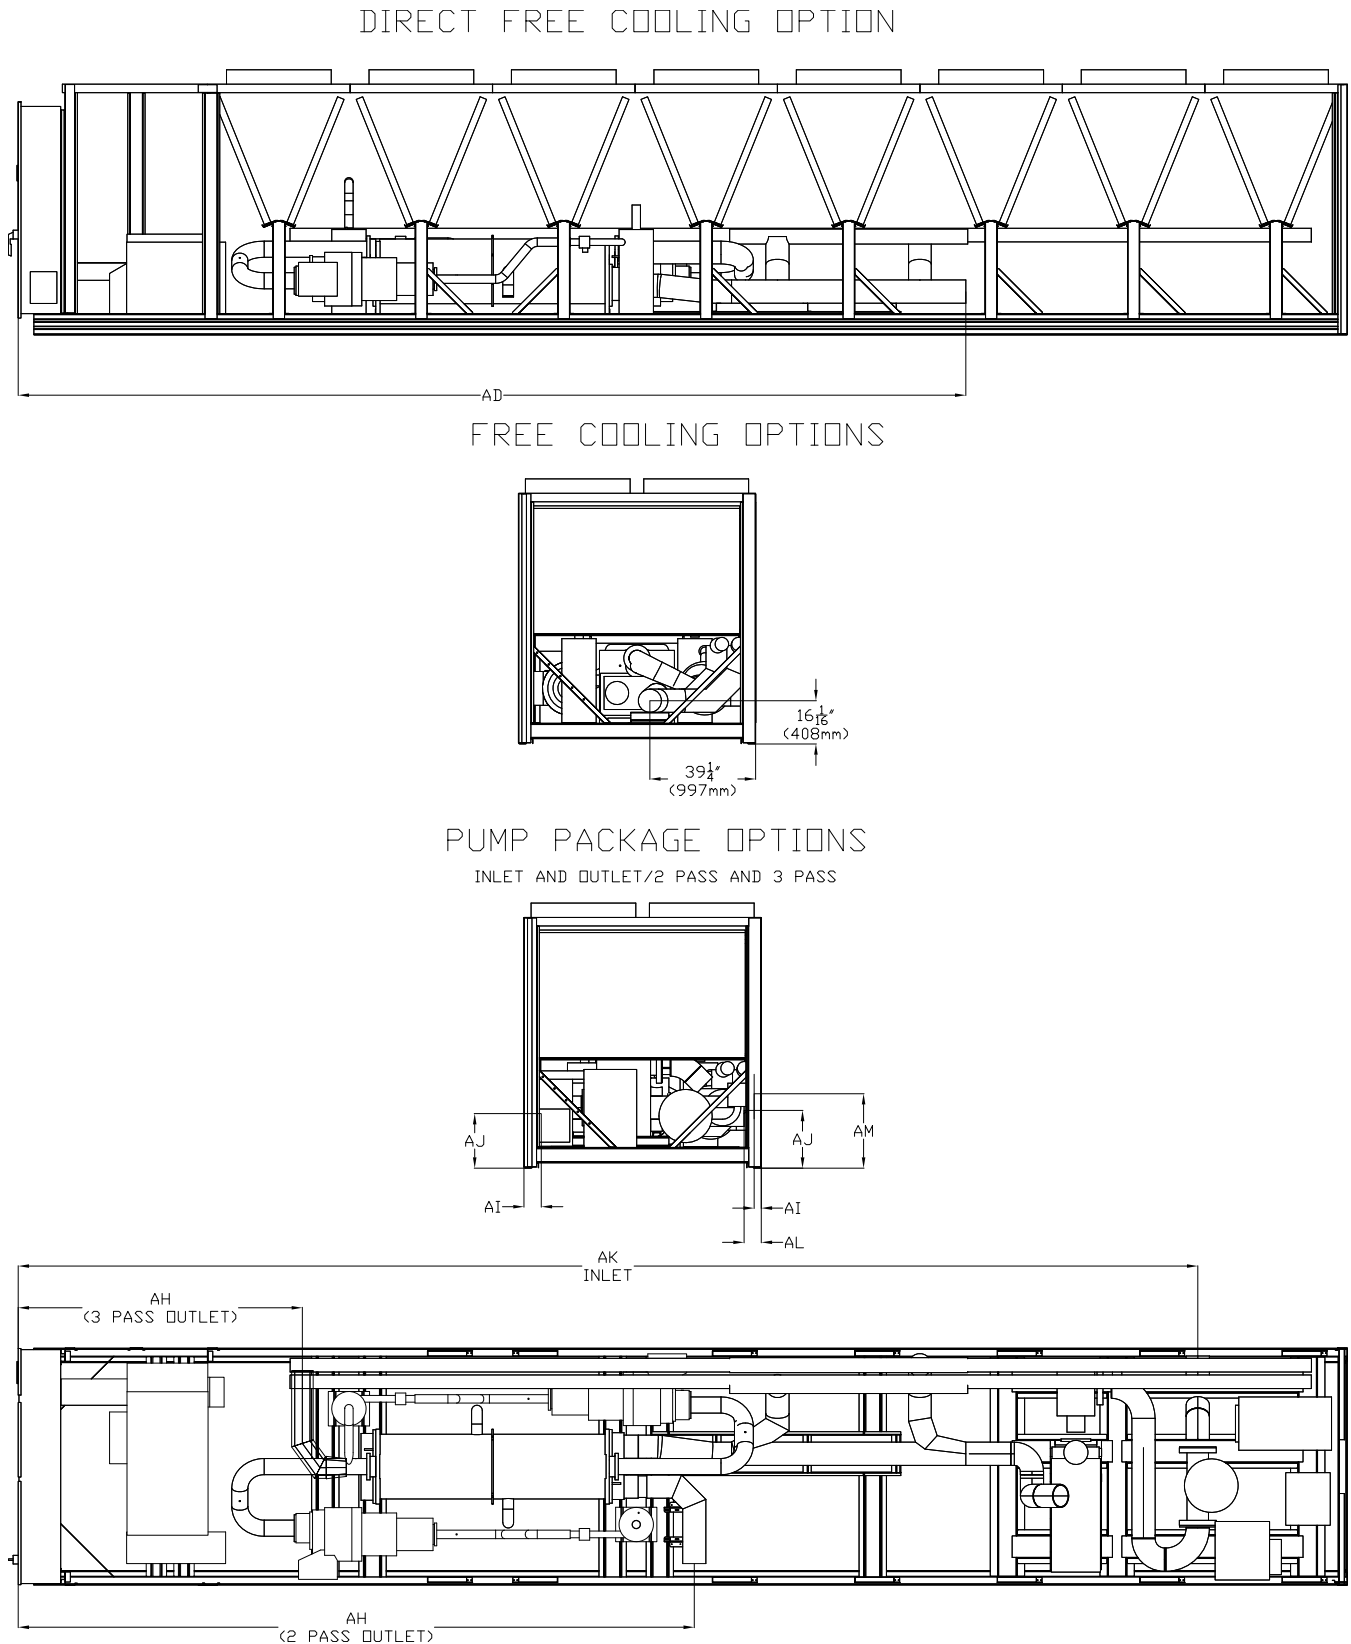 DIRECT FREE COOLING OPTION
AD
FREE COOLING OPTIONS
16 1/16"
(408mm)
39 1/4"
(997mm)
PUMP PACKAGE OPTIONS
INLET AND OUTLET/2 PASS AND 3 PASS
AJ
AJ
AM
AI
AI
AL
AK
INLET
AH
(3 PASS OUTLET)
AH
(2 PASS OUTLET)